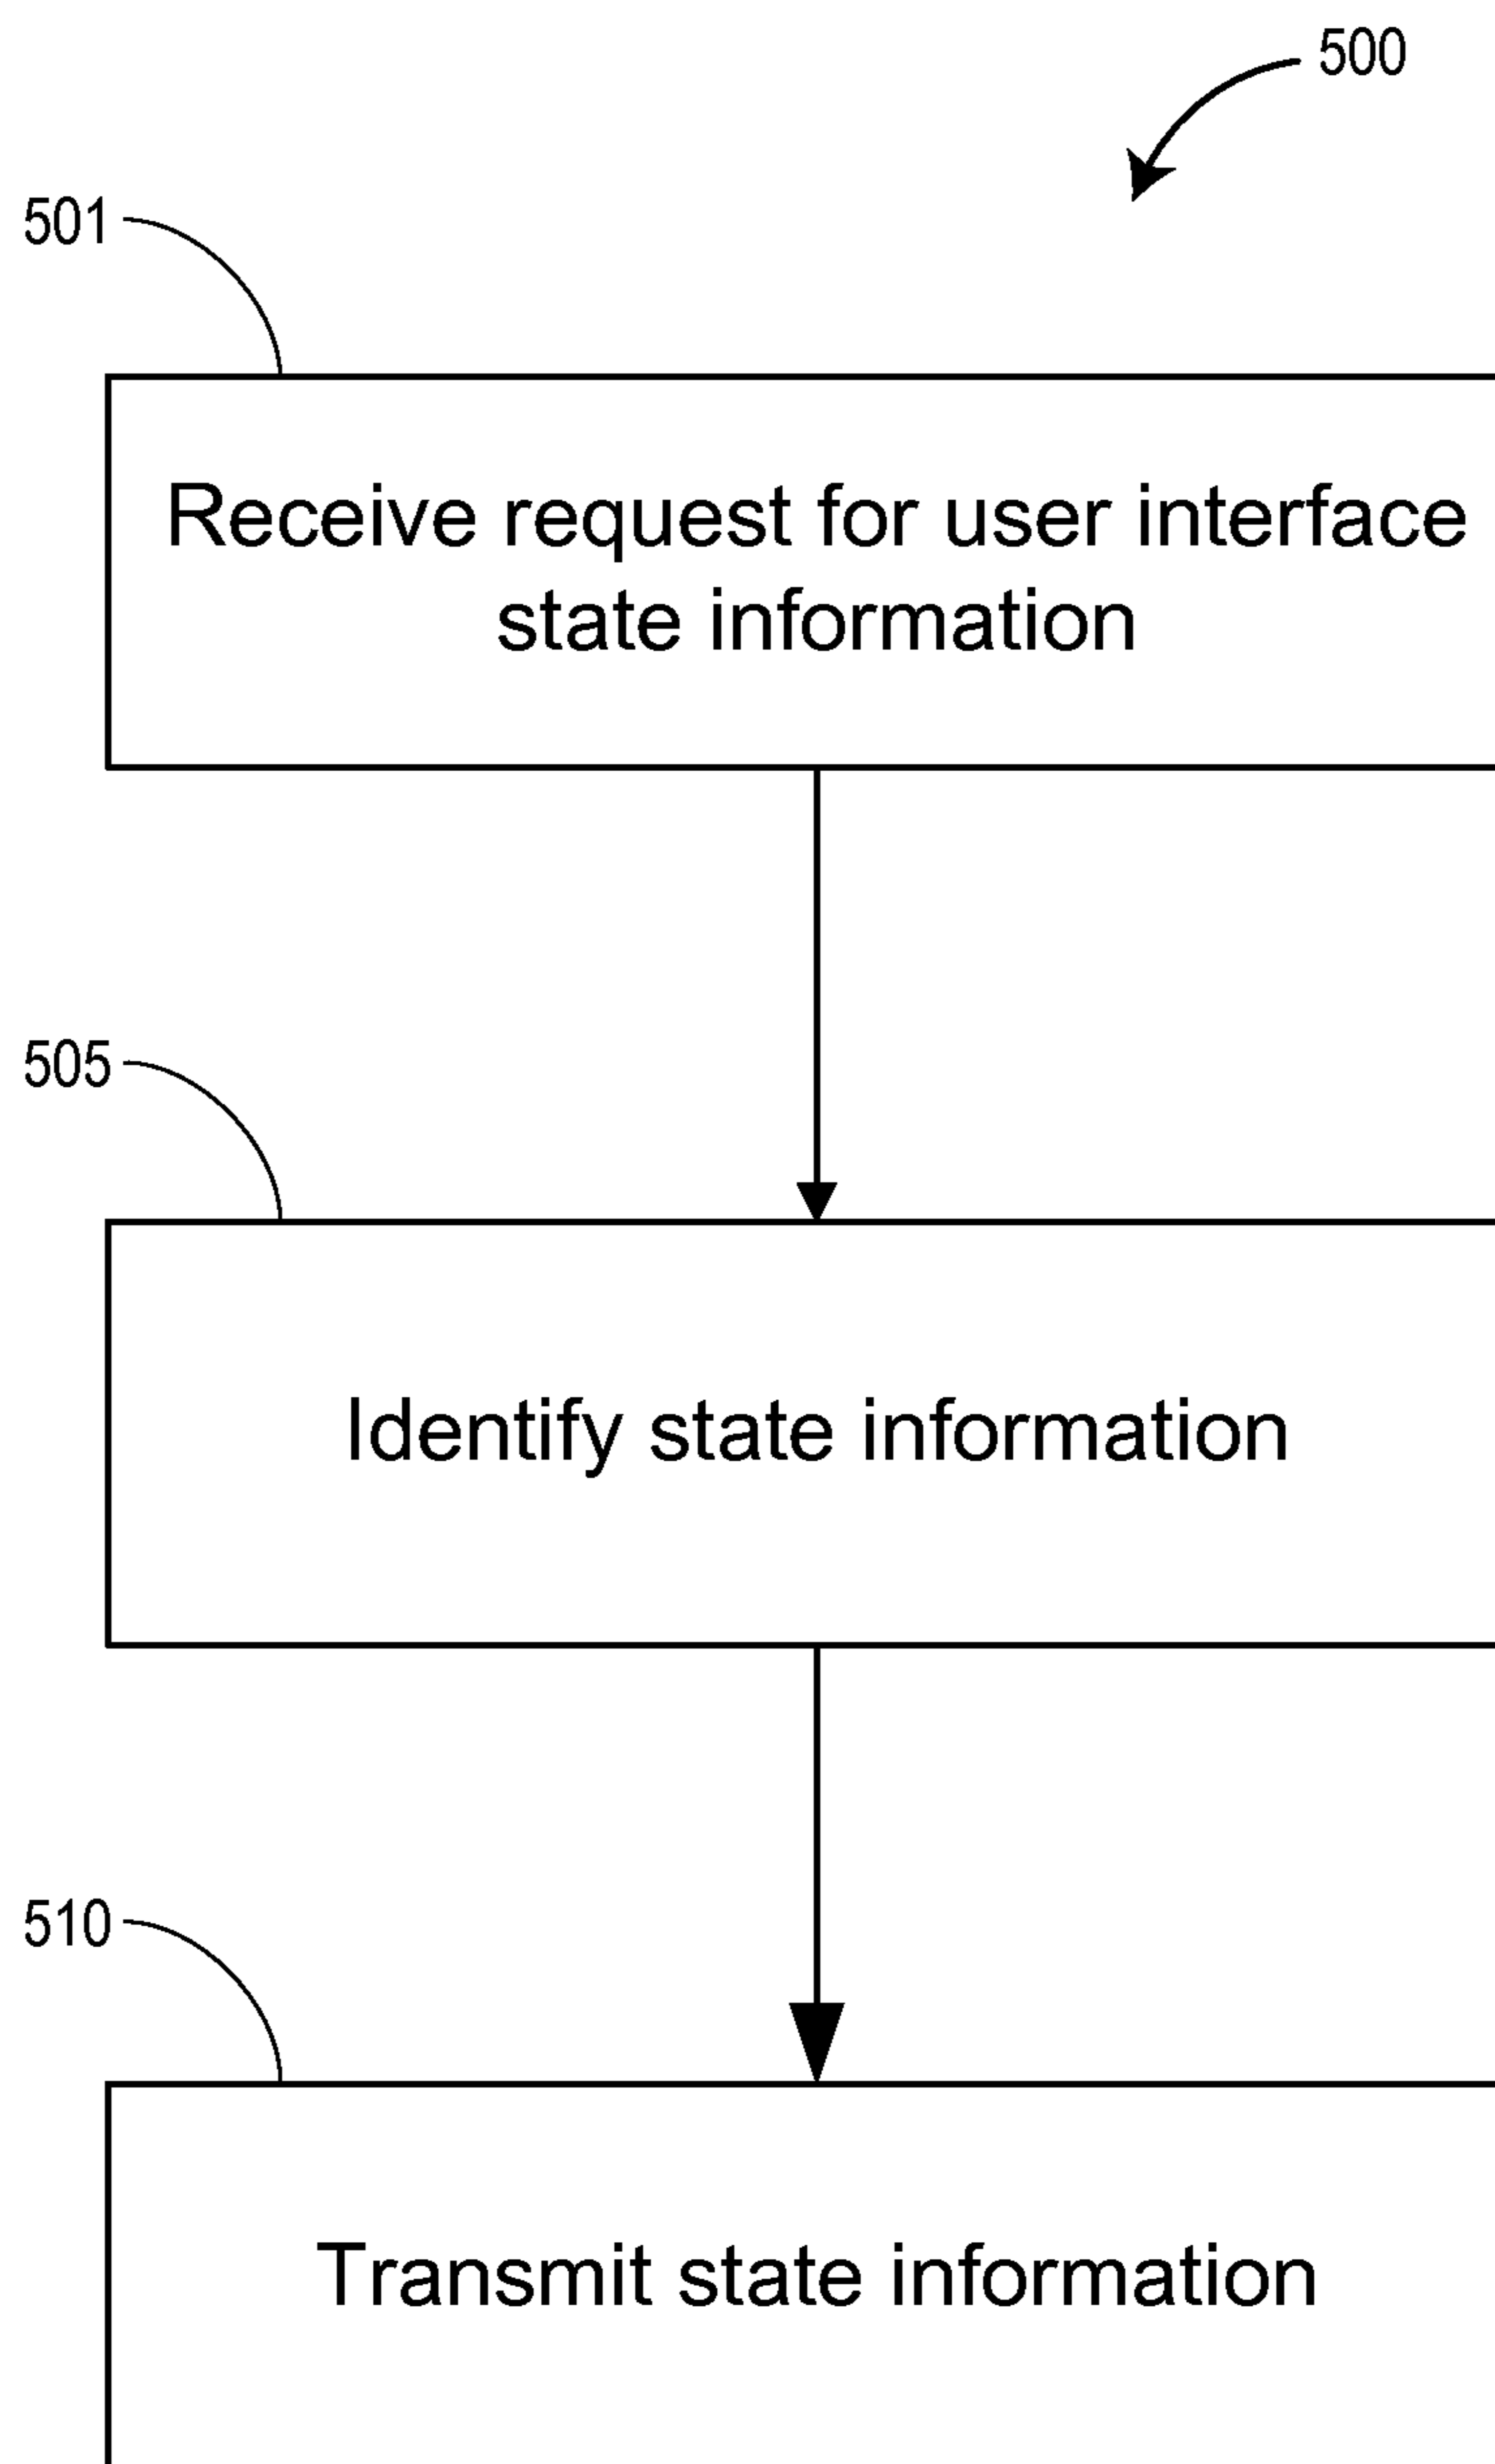 500
501
Receive request for user interface
state information
505
Identify state information
510
Transmit state information